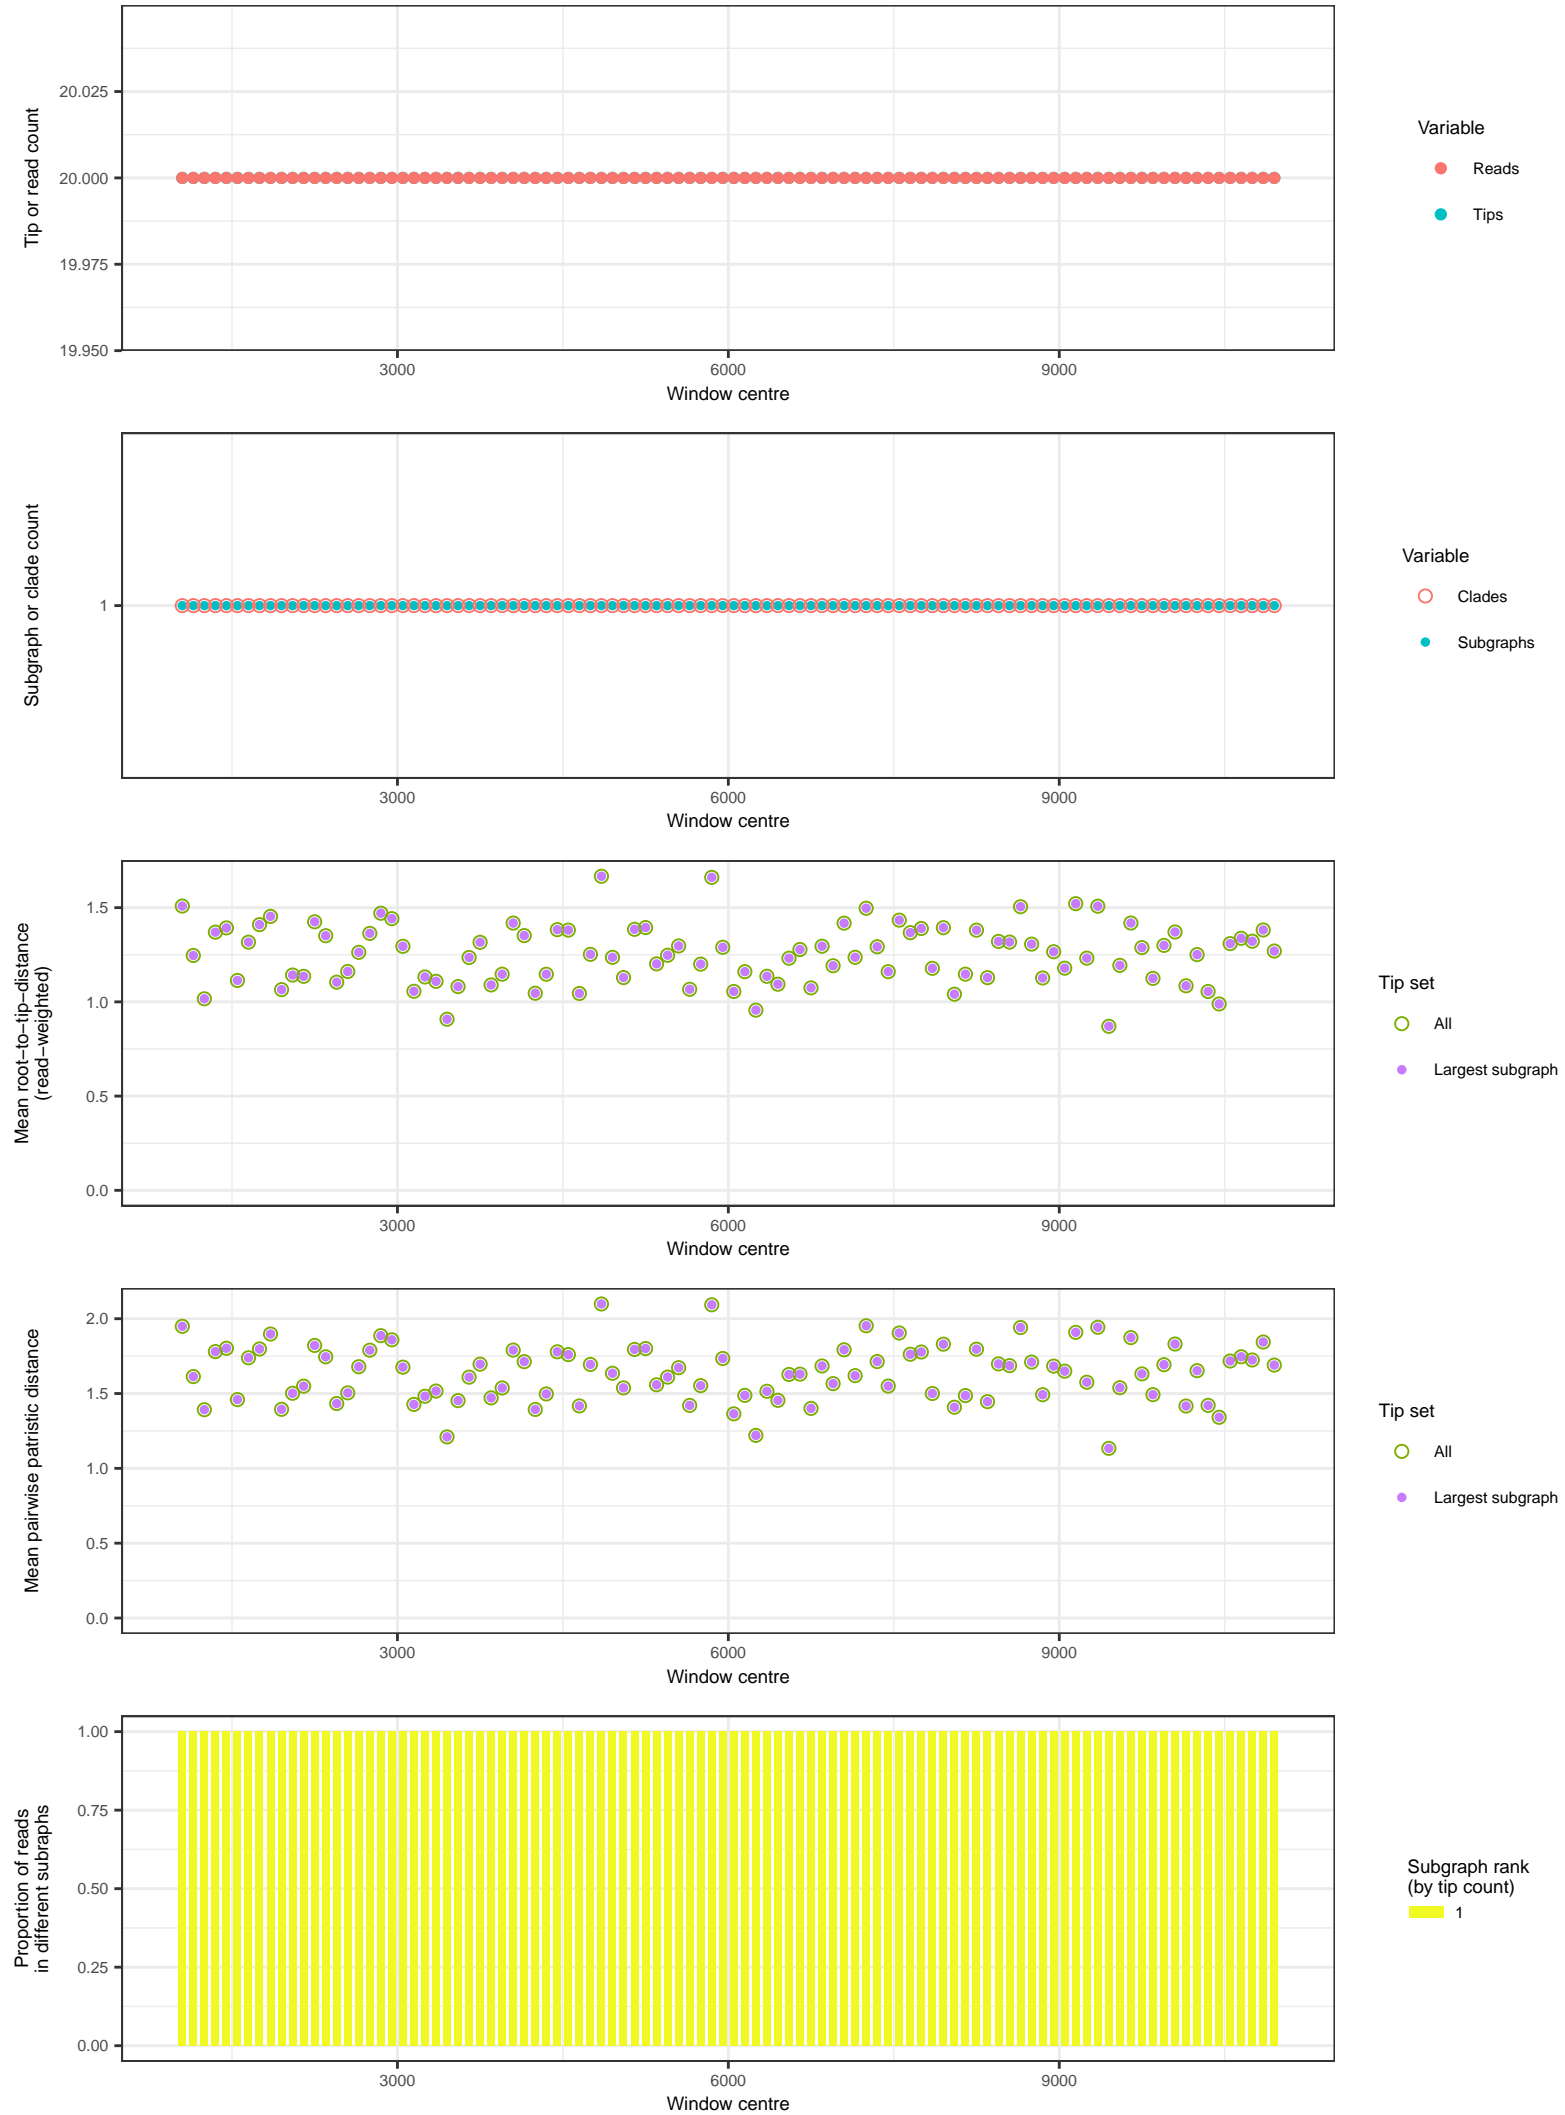 Tip or read count
20.025
20.000
19.975
19.950
3000
6000
9000
Window centre
Variable
Reads
Tips
Subgraph or clade count
1
3000
6000
9000
Window centre
Variable
Clades
Subgraphs
Mean root−to−tip−distance
(read−weighted)
1.5
1.0
0.5
0.0
3000
6000
9000
Window centre
Tip set
All
Largest subgraph
Mean pairwise patristic distance
2.0
1.5
1.0
0.5
0.0
3000
6000
9000
Window centre
Tip set
All
Largest subgraph
Proportion of reads
in different subraphs
1.00
0.75
0.50
0.25
0.00
3000
6000
9000
Window centre
Subgraph rank
(by tip count)
1